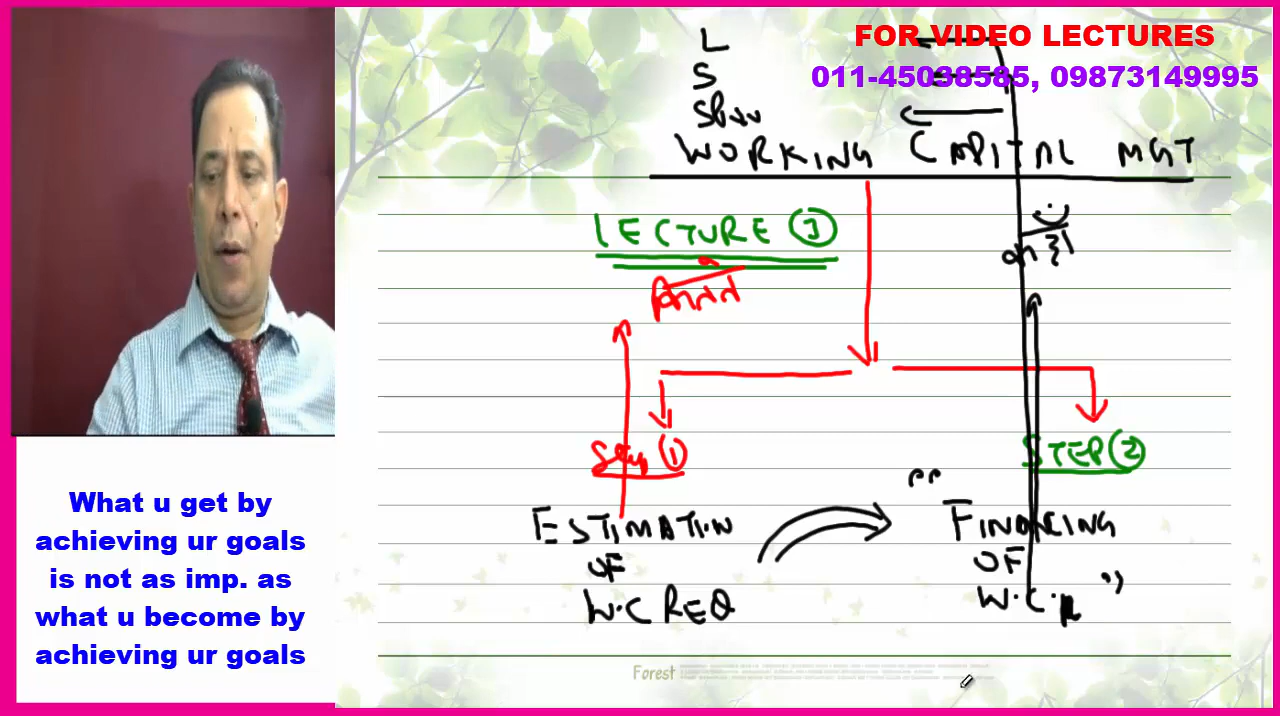 FOR VIDEO LECTURES
011-45038585, 09873149995
L
S
WORKING CAPITAL MGT
LECTURE
STEP (2)
ESTIMATION
OF
W.C REQ
" FINANCING
OF
W.C.R "
What u get by
achieving ur goals
is not as imp. as
what u become by
achieving ur goals
Forest